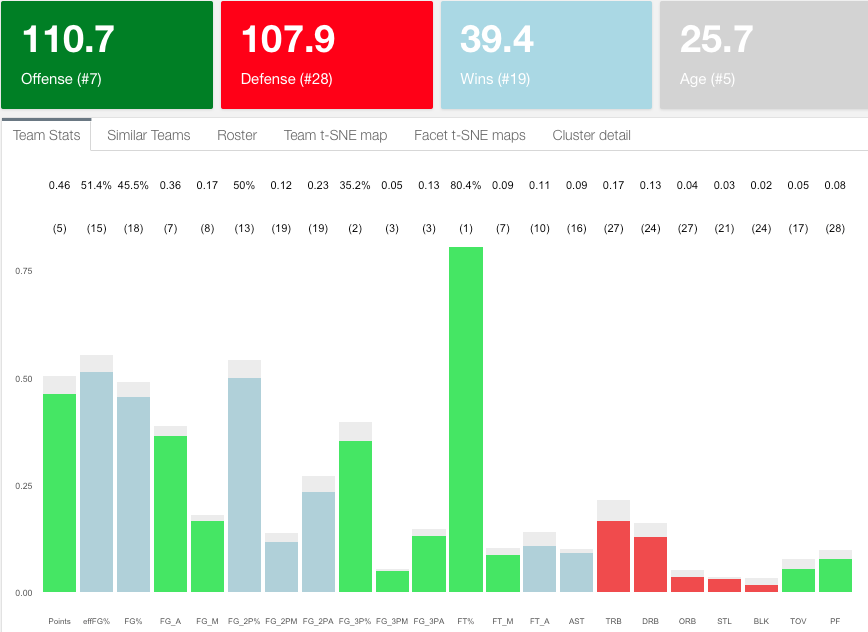 110.7 107.9 39.4 25.7
Offense (#7) Defense (#28) Wins (#19) Age (#5)
Team Stats Similar Teams Roster Team t-SNE map Facet t-SNE maps Cluster detail
0.46 51.4% 45.5% 0.36 0.17 50% 0.12 0.23 35.2% 0.05 0.13 80.4% 0.09 0.11 0.09 0.17 0.13 0.04 0.03 0.02 0.05 0.08
(5) (15) (18) (7) (8) (13) (19) (19) (2) (3) (3) (1) (7) (10) (16) (27) (24) (27) (21) (24) (17) (28)
0.75
0.50
0.25
0.00
Points effFG% FG% FG_A FG_M FG_2P% FG_2PM FG_2PA FG_3P% FG_3PM FG_3PA FT% FT_M FT_A AST TRB DRB ORB STL BLK TOV PF